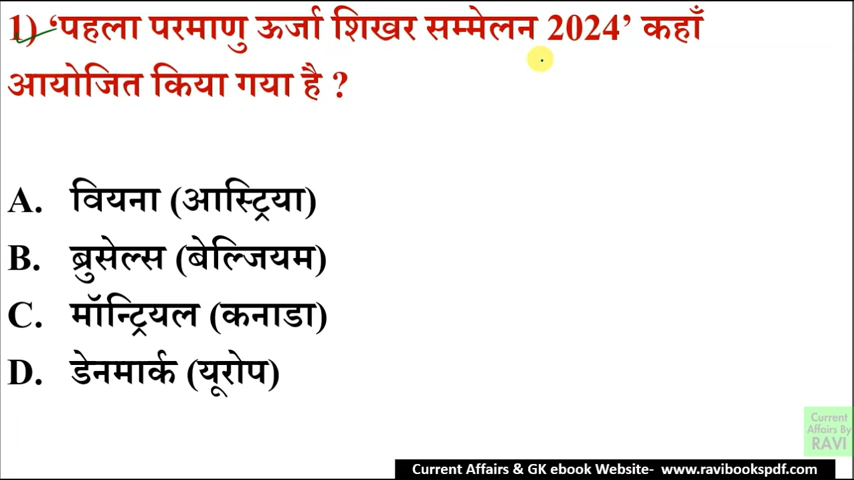 1) ‘पहला परमाणु ऊर्जा शिखर सम्मेलन 2024’ कहाँ
आयोजित किया गया है ?
A. वियना (आस्ट्रिया)
B. ब्रुसेल्स (बेल्जियम)
C. मॉन्ट्रियल (कनाडा)
D. डेनमार्क (यूरोप)
Current
Affairs By
RAVI
Current Affairs & GK ebook Website- www.ravibookspdf.com